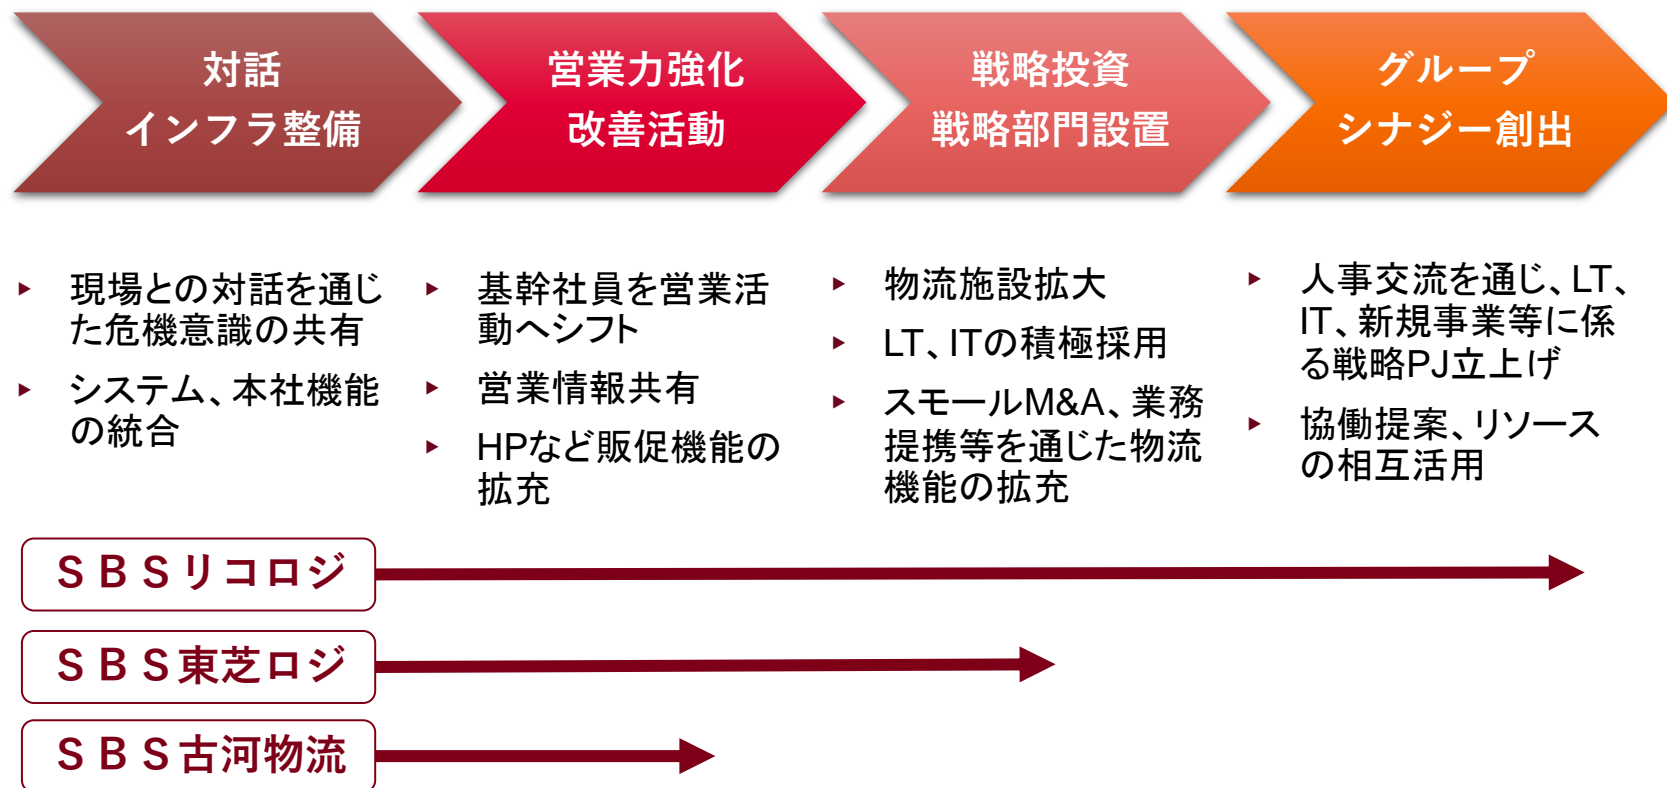 対話
インフラ整備
営業力強化
改善活動
戦略投資
戦略部門設置
グループ
シナジー創出
▸ 現場との対話を通じ
た危機意識の共有
▸ システム、本社機能
の統合
▸ 基幹社員を営業活
動へシフト
▸ 営業情報共有
▸ HPなど販促機能の
拡充
▸ 物流施設拡大
▸ LT、ITの積極採用
▸ スモールM&A、業務
提携等を通じた物流
機能の拡充
▸ 人事交流を通じ、LT、
IT、新規事業等に係
る戦略PJ立上げ
▸ 協働提案、リソース
の相互活用
ＳＢＳリコロジ
ＳＢＳ東芝ロジ
ＳＢＳ古河物流